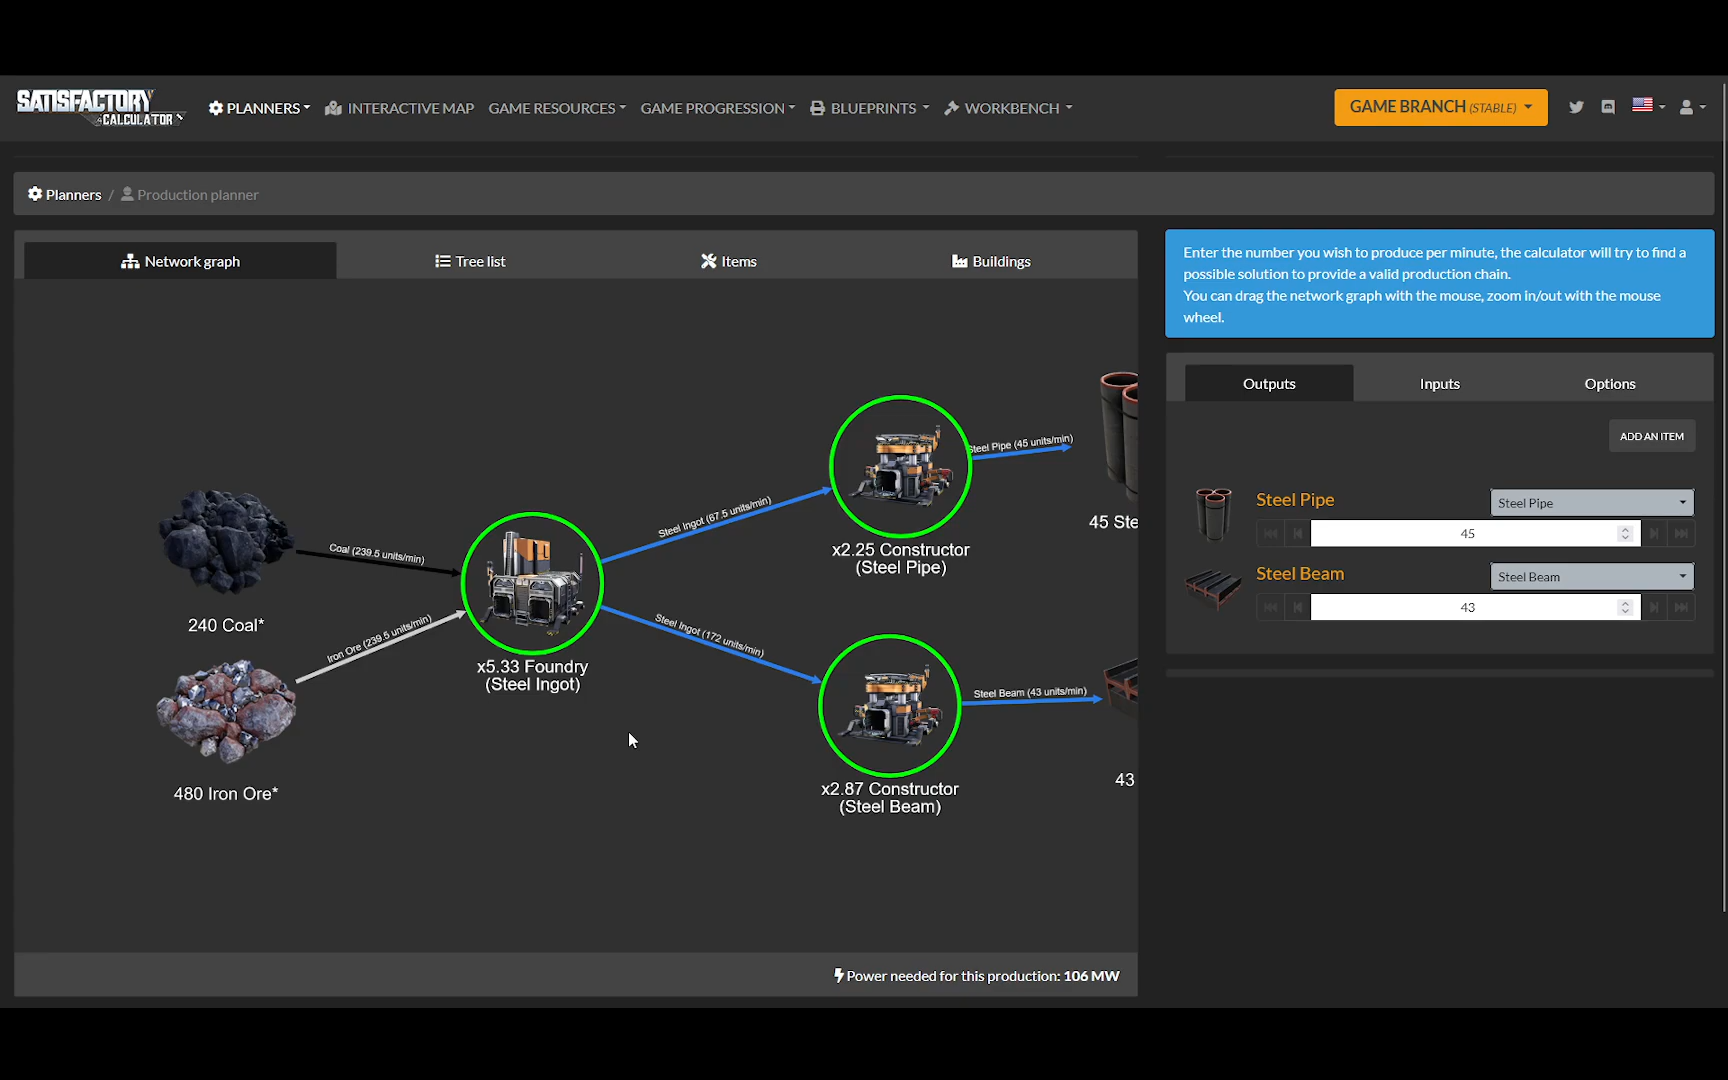 SATISFACTORY
CALCULATOR
PLANNERS
INTERACTIVE MAP
GAME RESOURCES
GAME PROGRESSION
BLUEPRINTS
WORKBENCH
GAME BRANCH (STABLE)
Planners / Production planner
Network graph
Tree list
Items
Buildings
Enter the number you wish to produce per minute, the calculator will try to find a
possible solution to provide a valid production chain.
You can drag the network graph with the mouse, zoom in/out with the mouse
wheel.
Outputs
Inputs
Options
ADD AN ITEM
Steel Pipe
Steel Pipe
45
Steel Beam
Steel Beam
43
Coal (239.5 units/min)
240 Coal*
Iron Ore (239.5 units/min)
480 Iron Ore*
x5.33 Foundry
(Steel Ingot)
Steel Ingot (67.5 units/min)
Steel Ingot (172 units/min)
x2.25 Constructor
(Steel Pipe)
Steel Pipe (45 units/min)
45 Ste
x2.87 Constructor
(Steel Beam)
Steel Beam (43 units/min)
43
Power needed for this production: 106 MW